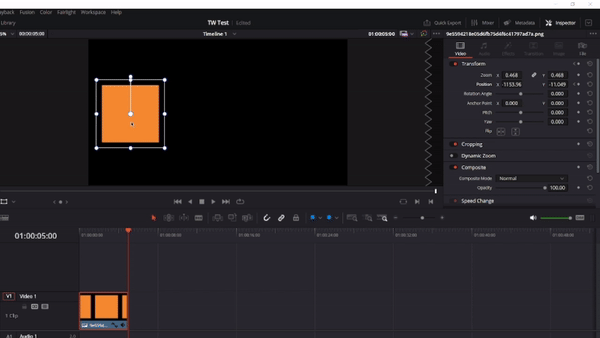 yback Fusion Color Fairlight Workspace Help
Library
TW Test
Edited
Quick Export
Mixer
Metadata
Inspector
00:00:05:00
Timeline 1
01:00:05:00
Video
Audio
Effects
Transition
Image
File
Transform
Zoom X 0.468 Y 0.468
Position X -1153.96 Y -11.049
Rotation Angle 0.000
Anchor Point X 0.000 Y 0.000
Pitch 0.000
Yaw 0.000
Flip
Cropping
Dynamic Zoom
Composite
Composite Mode Normal
Opacity 100.00
Speed Change
01:00:05:00
01:00:00:00
01:00:08:00
01:00:16:00
01:00:24:00
01:00:32:00
01:00:40:00
01:00:48:00
V1 Video 1
1 Clip
A1 Audio 1